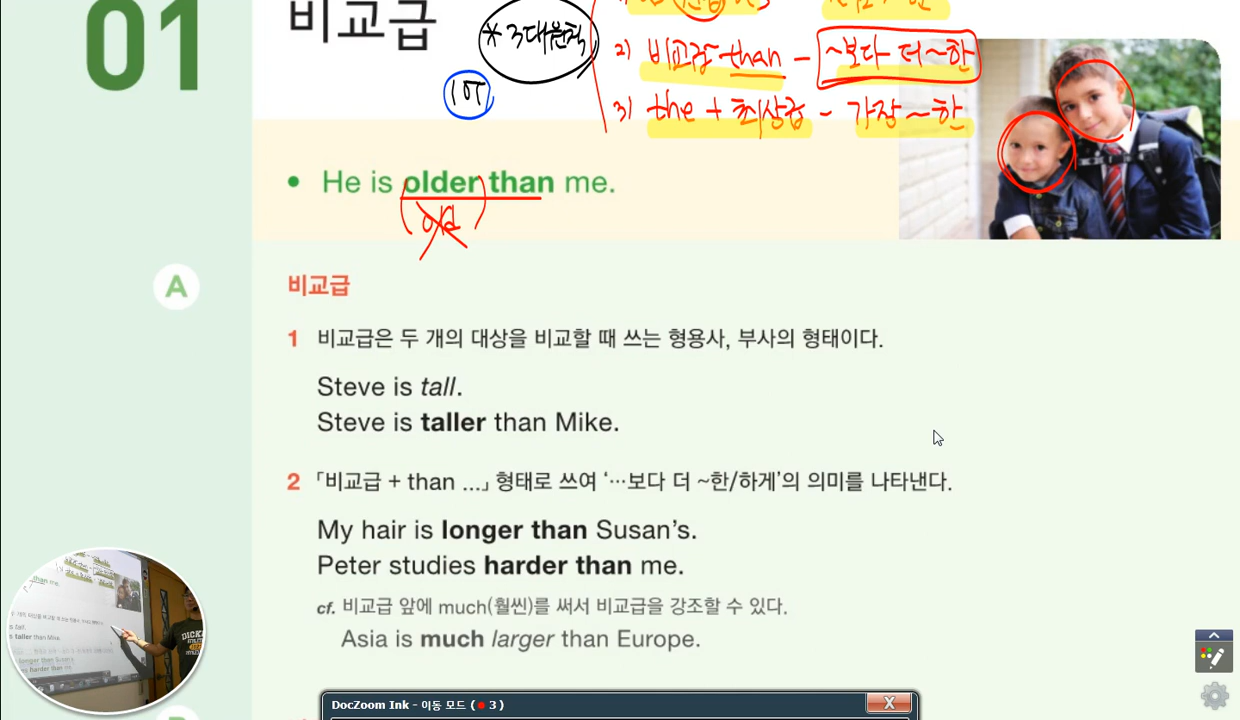 01
비교급
* 3대원칙
2) 비교급 than - ~보다 더 ~한
3) the + 최상급 - 가장 ~한
• He is older than me.
A
비교급
1 비교급은 두 개의 대상을 비교할 때 쓰는 형용사, 부사의 형태이다.
Steve is tall.
Steve is taller than Mike.
2 「비교급 + than ...」 형태로 쓰여 ‘…보다 더 ~한/하게’의 의미를 나타낸다.
My hair is longer than Susan’s.
Peter studies harder than me.
cf. 비교급 앞에 much(훨씬)를 써서 비교급을 강조할 수 있다.
Asia is much larger than Europe.
DocZoom Ink - 이동 모드 ( 3 )
X